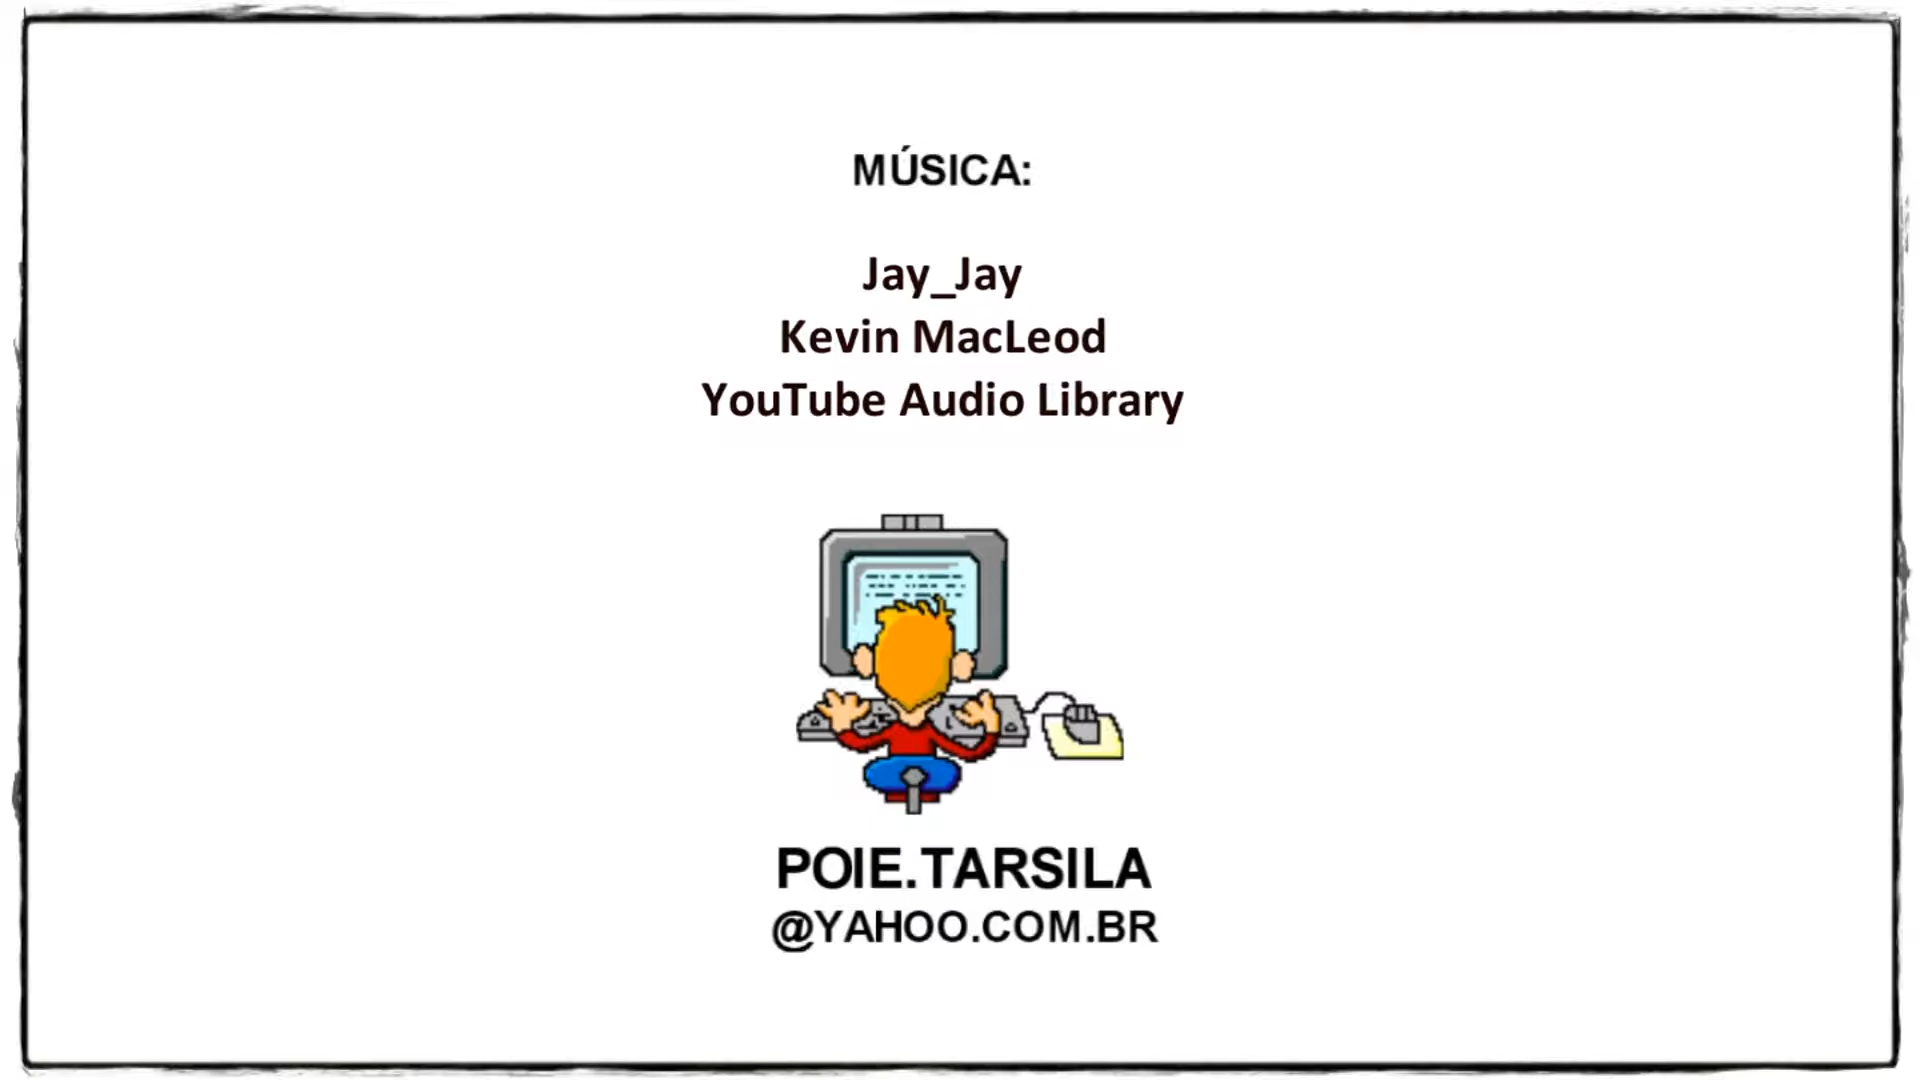 MÚSICA:
Jay_Jay
Kevin MacLeod
YouTube Audio Library
POIE.TARSILA
@YAHOO.COM.BR